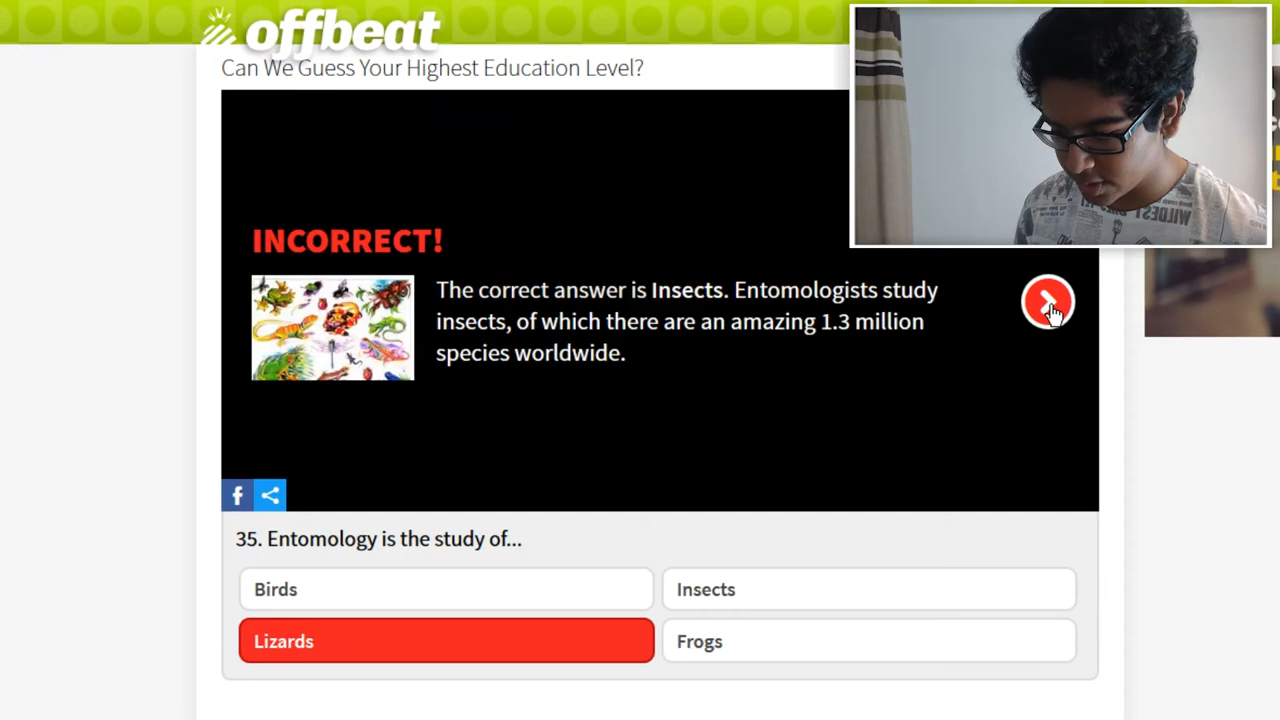 offbeat
Can We Guess Your Highest Education Level?
INCORRECT!
The correct answer is Insects. Entomologists study
insects, of which there are an amazing 1.3 million
species worldwide.
35. Entomology is the study of...
Birds
Insects
Lizards
Frogs